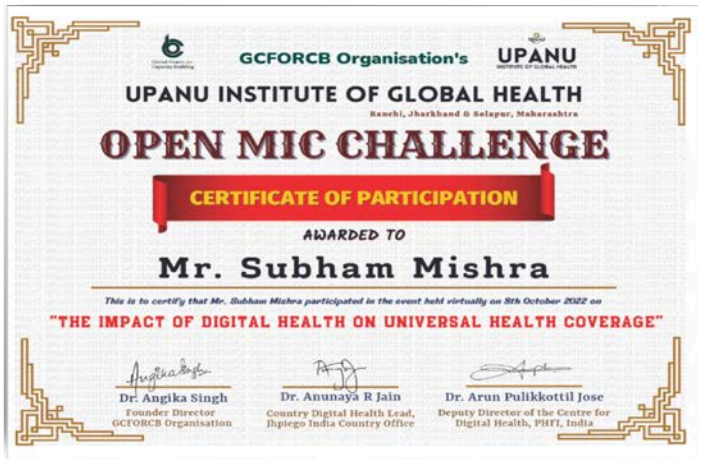 GCFORCB Organisation's
UPANU
INSTITUTE OF GLOBAL HEALTH
UPANU INSTITUTE OF GLOBAL HEALTH
Ranchi, Jharkhand & Solapur, Maharashtra
OPEN MIC CHALLENGE
CERTIFICATE OF PARTICIPATION
AWARDED TO
Mr. Subham Mishra
This is to certify that Mr. Subham Mishra participated in the event held virtually on 8th October 2022 on
"THE IMPACT OF DIGITAL HEALTH ON UNIVERSAL HEALTH COVERAGE"
Dr. Angika Singh
Founder Director
GCFORCB Organisation
Dr. Anunaya R Jain
Country Digital Health Lead,
Jhpiego India Country Office
Dr. Arun Pulikkottil Jose
Deputy Director of the Centre for
Digital Health, PHFI, India